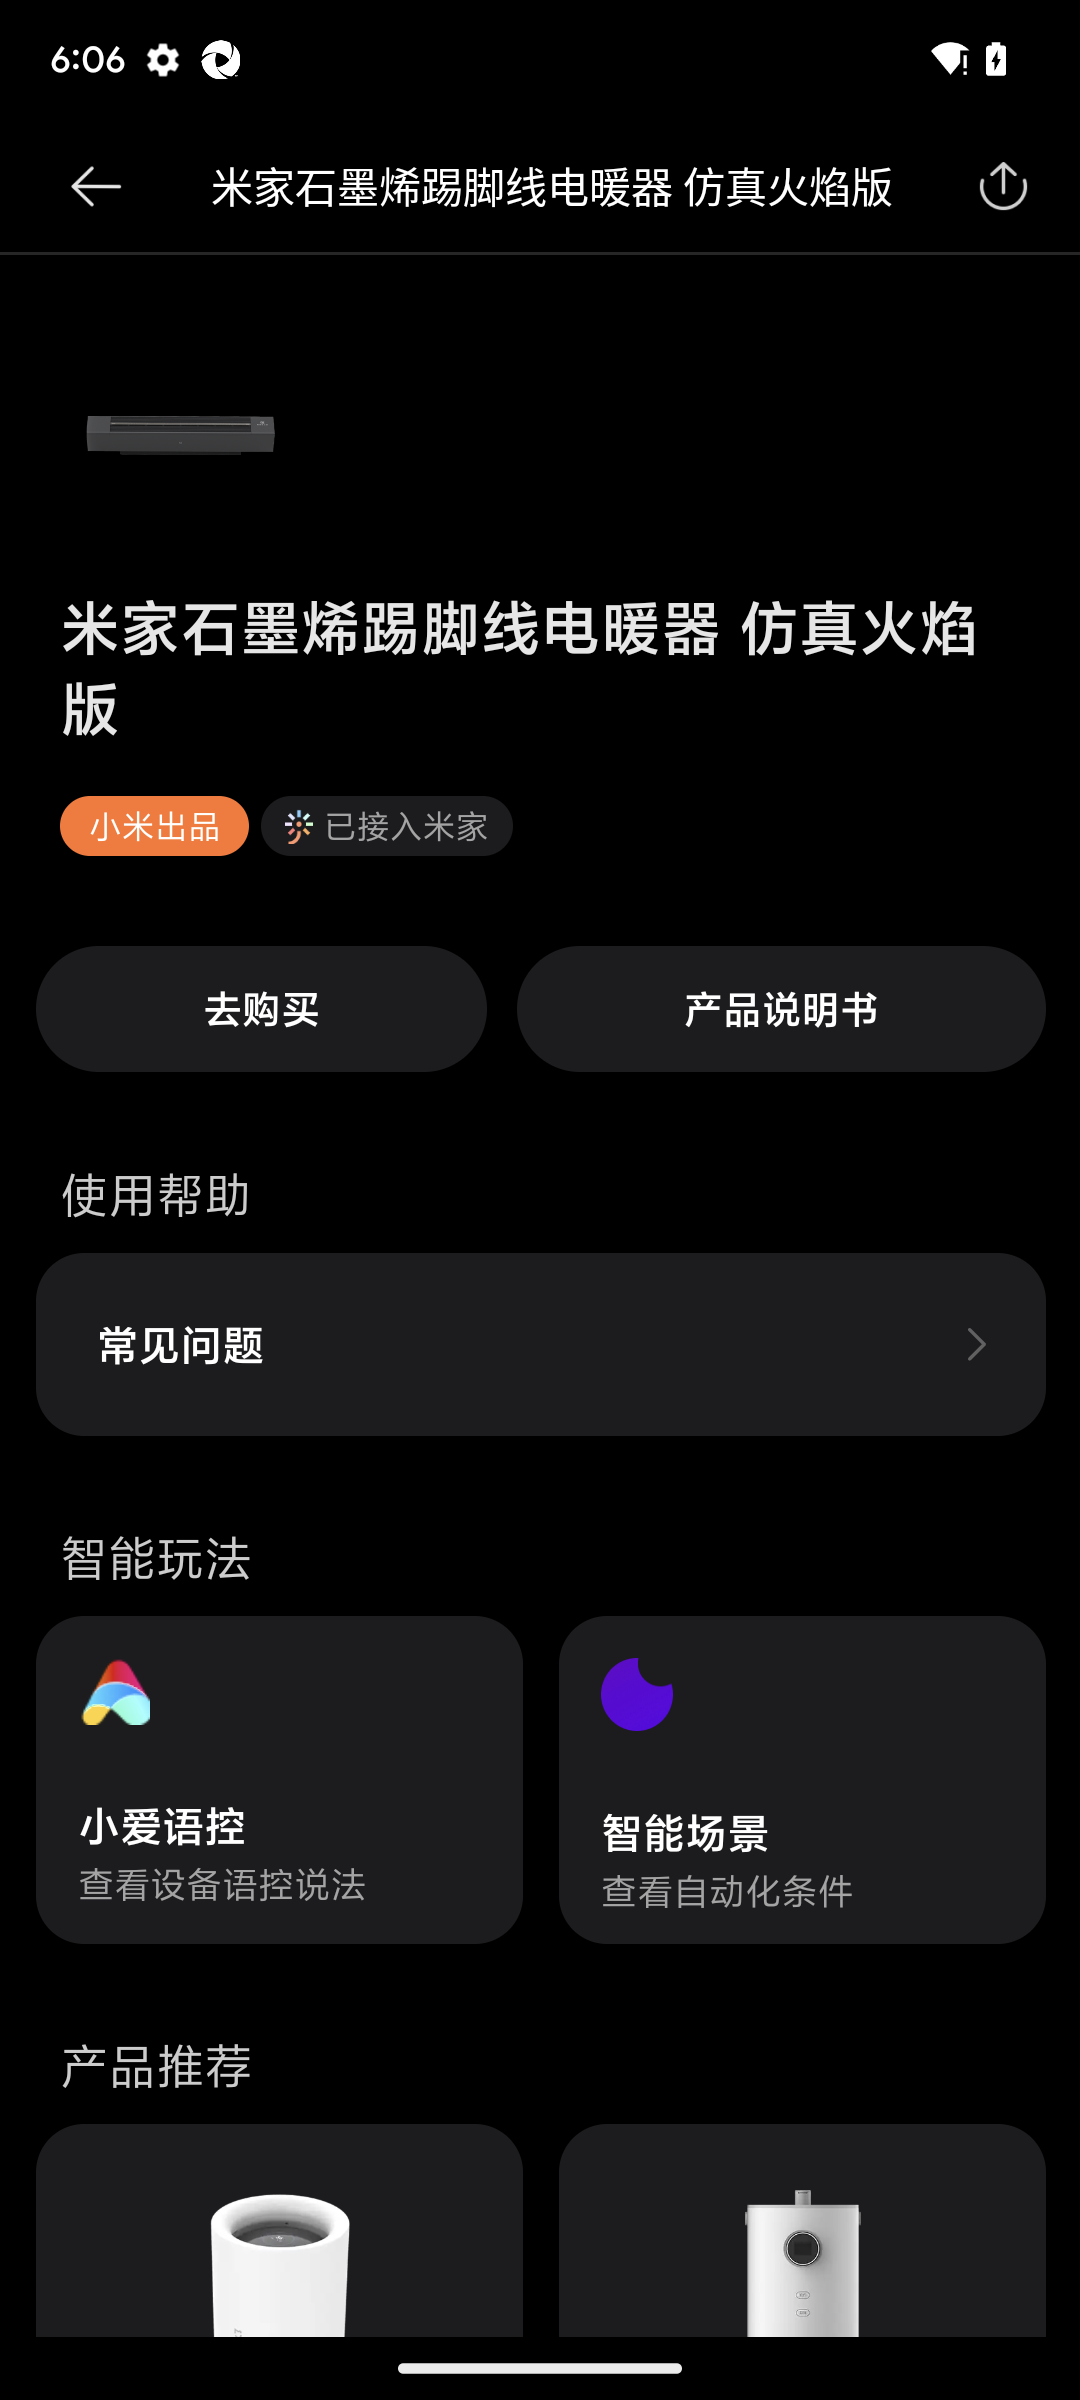 6:06
米家石墨烯踢脚线电暖器 仿真火焰版
米家石墨烯踢脚线电暖器 仿真火焰
版
小米出品
已接入米家
去购买
产品说明书
使用帮助
常见问题
智能玩法
小爱语控
查看设备语控说法
智能场景
查看自动化条件
产品推荐